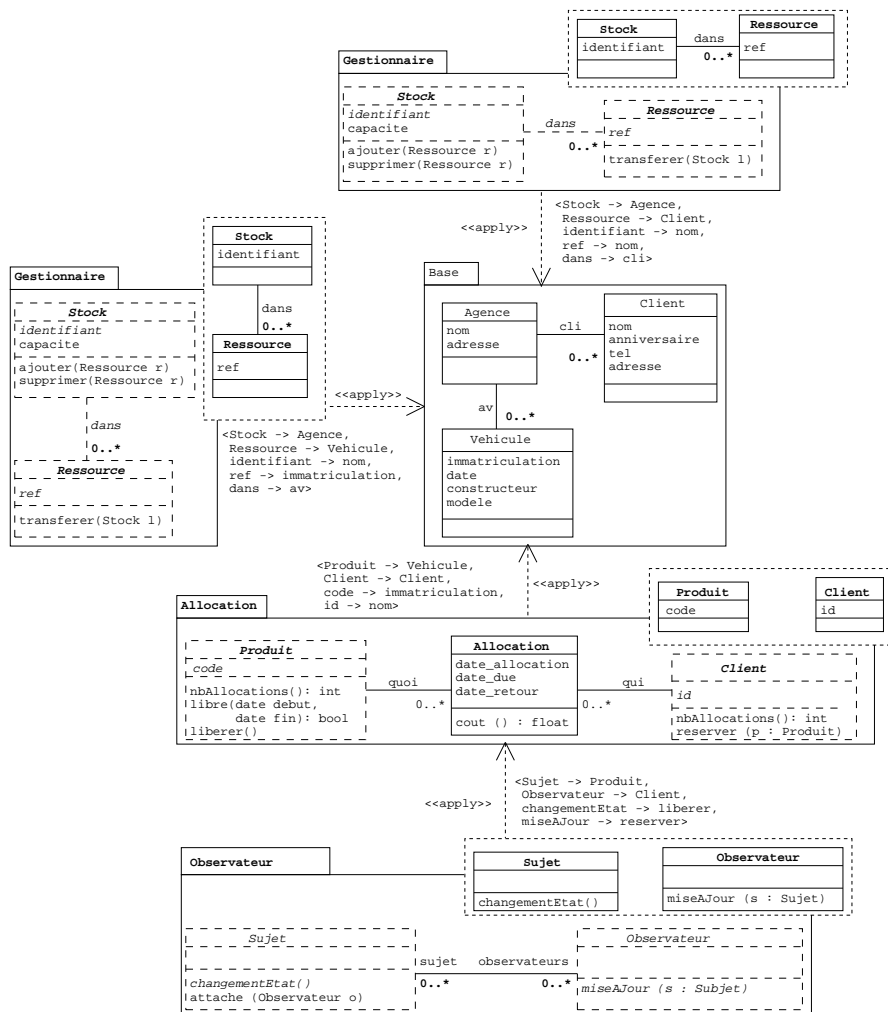 Stock
identifiant
dans
0..*
Ressource
ref
Gestionnaire
Stock
identifiant
capacite
ajouter(Ressource r)
supprimer(Ressource r)
dans
0..*
Ressource
ref
transferer(Stock l)
<<apply>>
<Stock -> Agence,
Ressource -> Client,
identifiant -> nom,
ref -> nom,
dans -> cli>
Stock
identifiant
dans
0..*
Ressource
ref
Gestionnaire
Stock
identifiant
capacite
ajouter(Ressource r)
supprimer(Ressource r)
dans
0..*
Ressource
ref
transferer(Stock l)
<<apply>>
<Stock -> Agence,
Ressource -> Vehicule,
identifiant -> nom,
ref -> immatriculation,
dans -> av>
Base
Agence
nom
adresse
cli
0..*
Client
nom
anniversaire
tel
adresse
av
0..*
Vehicule
immatriculation
date
constructeur
modele
<Produit -> Vehicule,
Client -> Client,
code -> immatriculation,
id -> nom>
<<apply>>
Produit
code
Client
id
Allocation
Produit
code
nbAllocations(): int
libre(date debut,
date fin): bool
liberer()
quoi
0..*
Allocation
date_allocation
date_due
date_retour
cout () : float
qui
0..*
Client
id
nbAllocations(): int
reserver (p : Produit)
<<apply>>
<Sujet -> Produit,
Observateur -> Client,
changementEtat -> liberer,
miseAJour -> reserver>
Sujet
changementEtat()
Observateur
miseAJour (s : Sujet)
Observateur
Sujet
changementEtat()
attache (Observateur o)
sujet
0..*
observateurs
0..*
Observateur
miseAJour (s : Subjet)